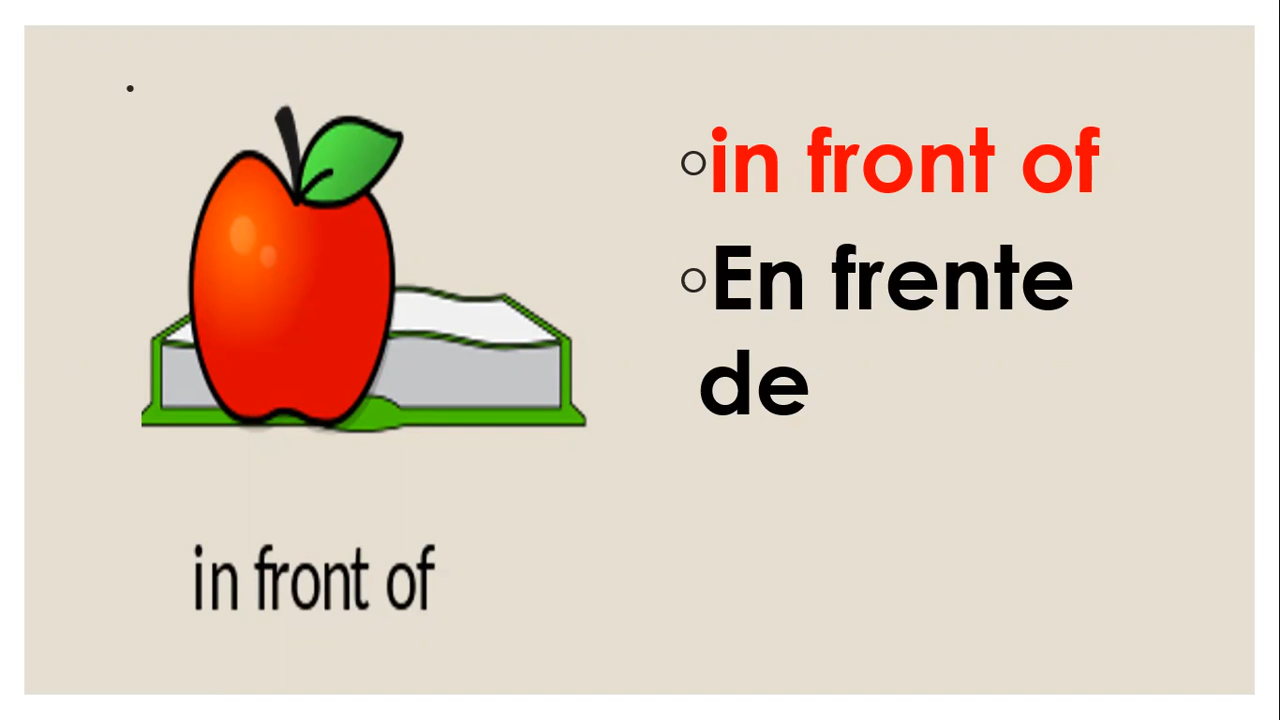 in front of
En frente
de
in front of